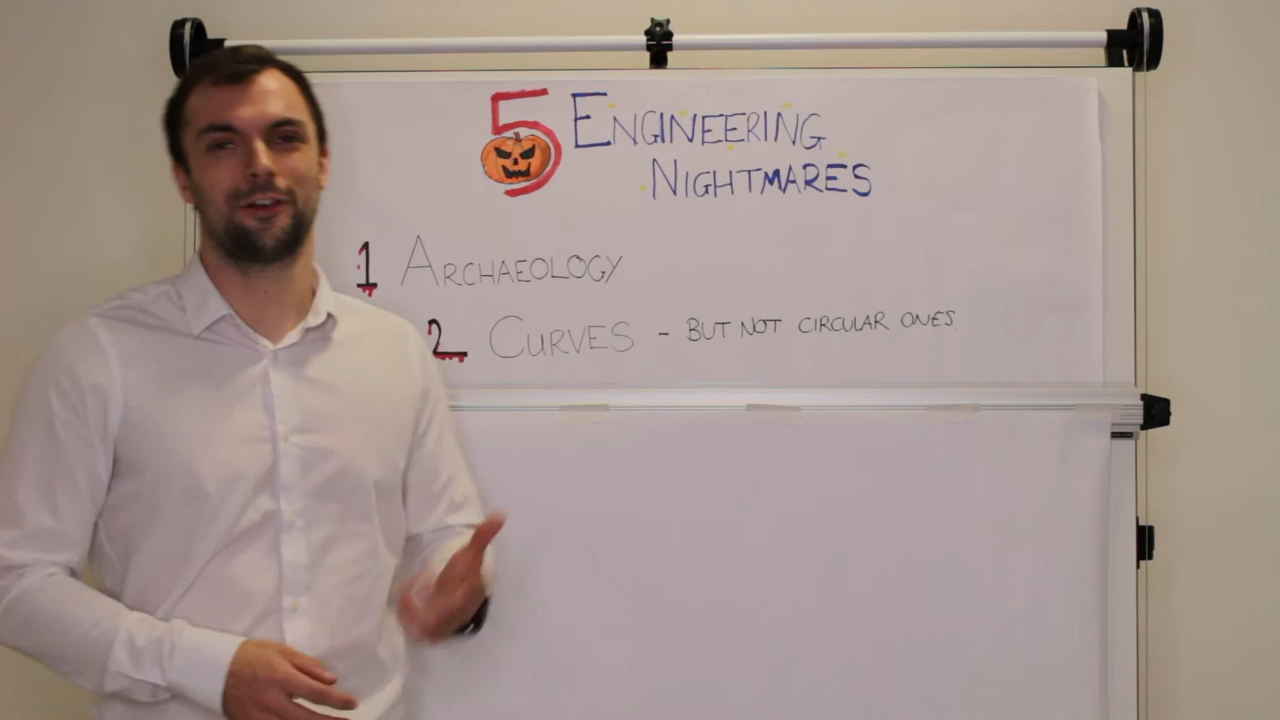 5 ENGINEERING
NIGHTMARES
1 ARCHAEOLOGY
2 CURVES - BUT NOT CIRCULAR ONES.